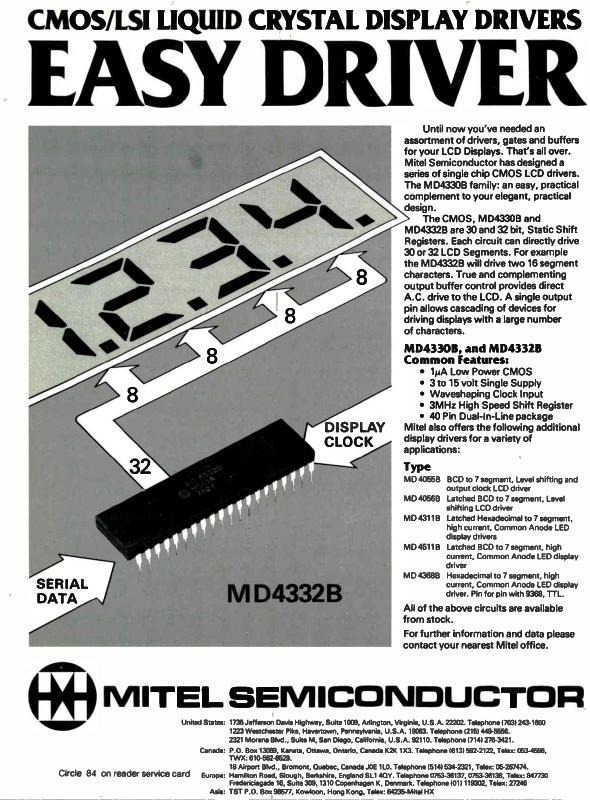 CMOS/LSI LIQUID CRYSTAL DISPLAY DRIVERS
EASY DRIVER
Until now you've needed an
assortment of drivers, gates and buffers
for your LCD Displays. That's all over.
Mitel Semiconductor has designed a
series of single chip CMOS LCD drivers.
The MD4330B family: an easy, practical
complement to your elegant, practical
design.
The CMOS, MD4330B and
MD4332B are 30 and 32 bit, Static Shift
Registers. Each circuit can directly drive
30 or 32 LCD Segments. For example
the MD4332B will drive two 16 segment
characters. True and complementing
output buffer control provides direct
A.C. drive to the LCD. A single output
pin allows cascading of devices for
driving displays with a large number
of characters.
MD4330B, and MD4332B
Common Features:
• 1µA Low Power CMOS
• 3 to 15 volt Single Supply
• Waveshaping Clock Input
• 3MHz High Speed Shift Register
• 40 Pin Dual-In-Line package
Mitel also offers the following additional
display drivers for a variety of
applications:
Type
MD4055B BCD to 7 segment, Level shifting and
output clock LCD driver
MD4056B Latched BCD to 7 segment, Level
shifting LCD driver
MD4311B Latched Hexadecimal to 7 segment,
high current, Common Anode LED
display drivers
MD4511B Latched BCD to 7 segment, high
current, Common Anode LED display
driver
MD4368B Hexadecimal to 7 segment, high
current, Common Anode LED display
driver. Pin for pin with 9368, TTL.
All of the above circuits are available
from stock.
For further information and data please
contact your nearest Mitel office.
1.2.3.4.
8
8
8
8
32
DISPLAY
CLOCK
SERIAL
DATA
MD4332B
MITEL SEMICONDUCTOR
United States: 1735 Jefferson Davis Highway, Suite 1009, Arlington, Virginia, U.S.A. 22202. Telephone (703) 243-1600
1223 Westchester Pike, Havertown, Pennsylvania, U.S.A. 19083. Telephone (215) 449-5556.
2321 Morena Blvd., Suite M, San Diego, California, U.S.A. 92110. Telephone (714) 276-3421.
Canada: P.O. Box 13089, Kanata, Ottawa, Ontario, Canada K2K 1X3. Telephone (613) 592-2122, Telex: 053-4596,
TWX: 610-562-8529.
18 Airport Blvd., Bromont, Quebec, Canada J0E 1L0. Telephone (514) 534-2321, Telex: 05-267474.
Europe: Hamilton Road, Slough, Berkshire, England SL1 4QY. Telephone 0753-36137, 0753-36138, Telex: 847730
Fredericiagade 16, Suite 309, 1310 Copenhagen K, Denmark. Telephone (01) 119302, Telex: 27246
Asia: TST P.O. Box 98577, Kowloon, Hong Kong, Telex: 64235-Mitel HX
Circle 84 on reader service card